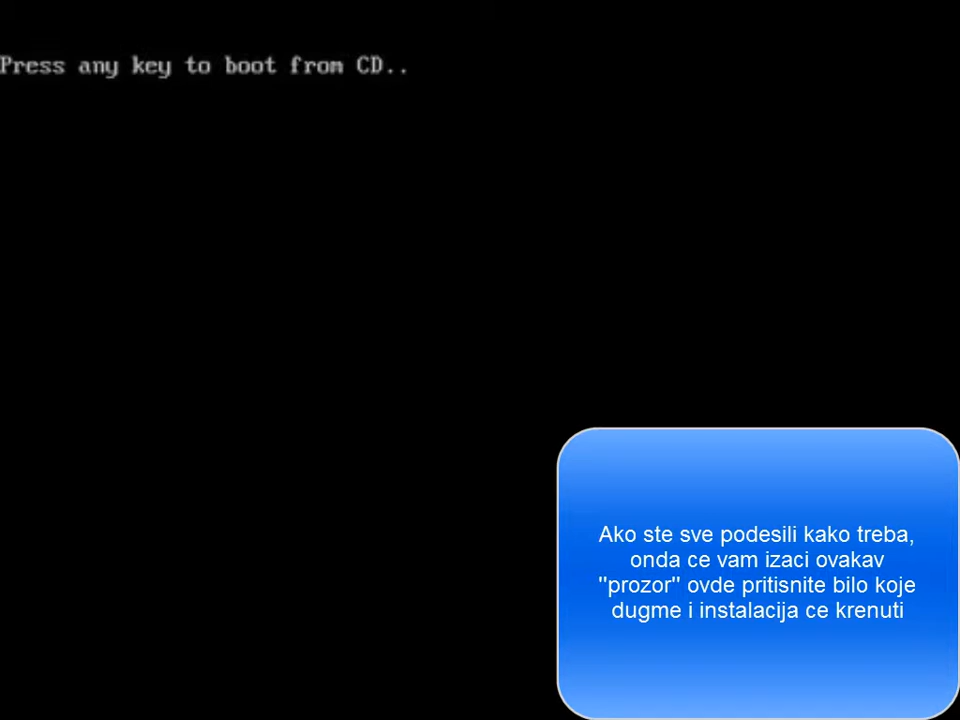 Press any key to boot from CD..
Ako ste sve podesili kako treba,
onda ce vam izaci ovakav
"prozor" ovde pritisnite bilo koje
dugme i instalacija ce krenuti